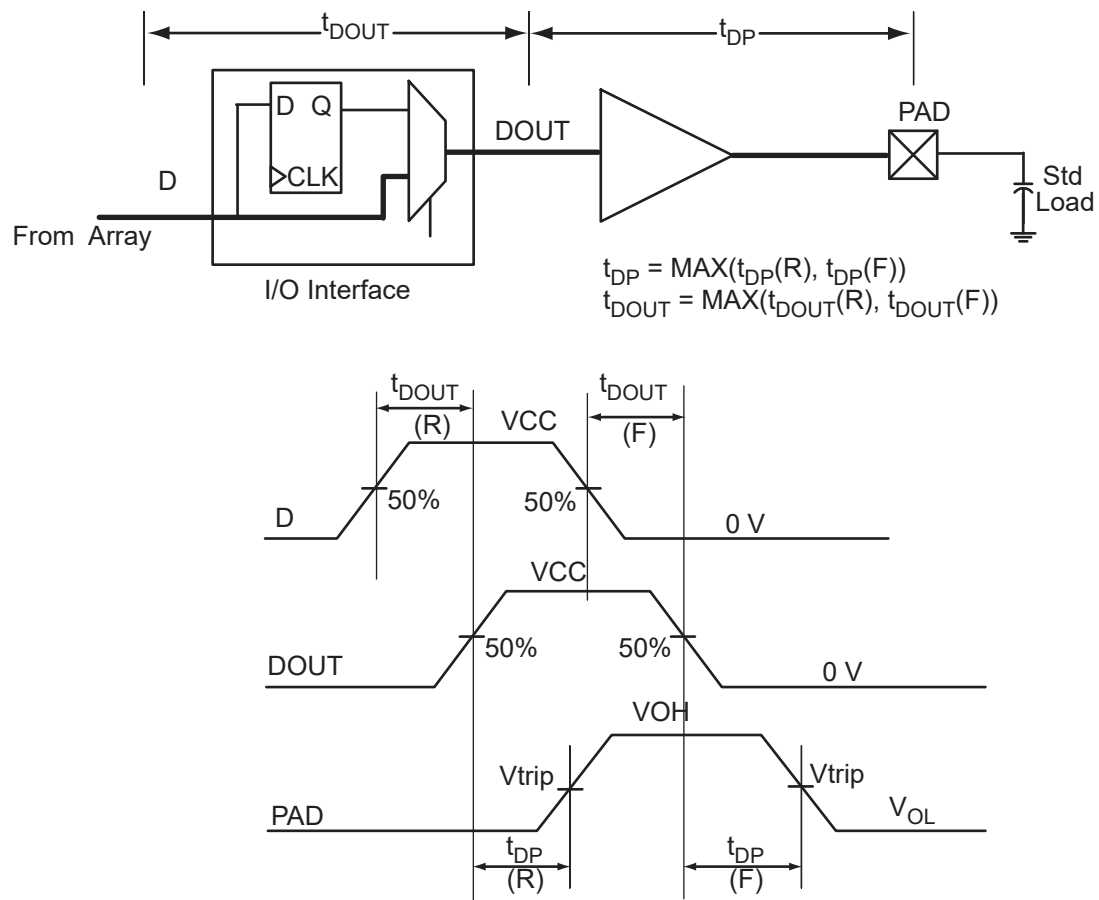 tDOUT
tDP
D Q
CLK
DOUT
PAD
D
Std
Load
From Array
I/O Interface
tDP = MAX(tDP(R), tDP(F))
tDOUT = MAX(tDOUT(R), tDOUT(F))
tDOUT
(R)
VCC
tDOUT
(F)
50%
50%
D
0 V
VCC
50%
50%
DOUT
0 V
VOH
Vtrip
Vtrip
PAD
VOL
tDP
(R)
tDP
(F)